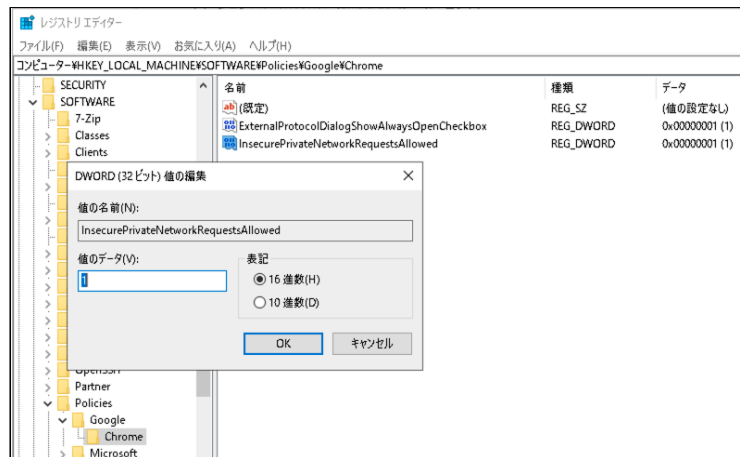 レジストリ エディター
ファイル(F) 編集(E) 表示(V) お気に入り(A) ヘルプ(H)
コンピューター¥HKEY_LOCAL_MACHINE¥SOFTWARE¥Policies¥Google¥Chrome
SECURITY
SOFTWARE
7-Zip
Classes
Clients
名前 種類 データ
(既定) REG_SZ (値の設定なし)
ExternalProtocolDialogShowAlwaysOpenCheckbox REG_DWORD 0x00000001 (1)
InsecurePrivateNetworkRequestsAllowed REG_DWORD 0x00000001 (1)
DWORD (32 ビット) 値の編集
値の名前(N):
InsecurePrivateNetworkRequestsAllowed
値のデータ(V):
1
表記
16 進数(H)
10 進数(D)
OK キャンセル
OpenSSH
Partner
Policies
Google
Chrome
Microsoft